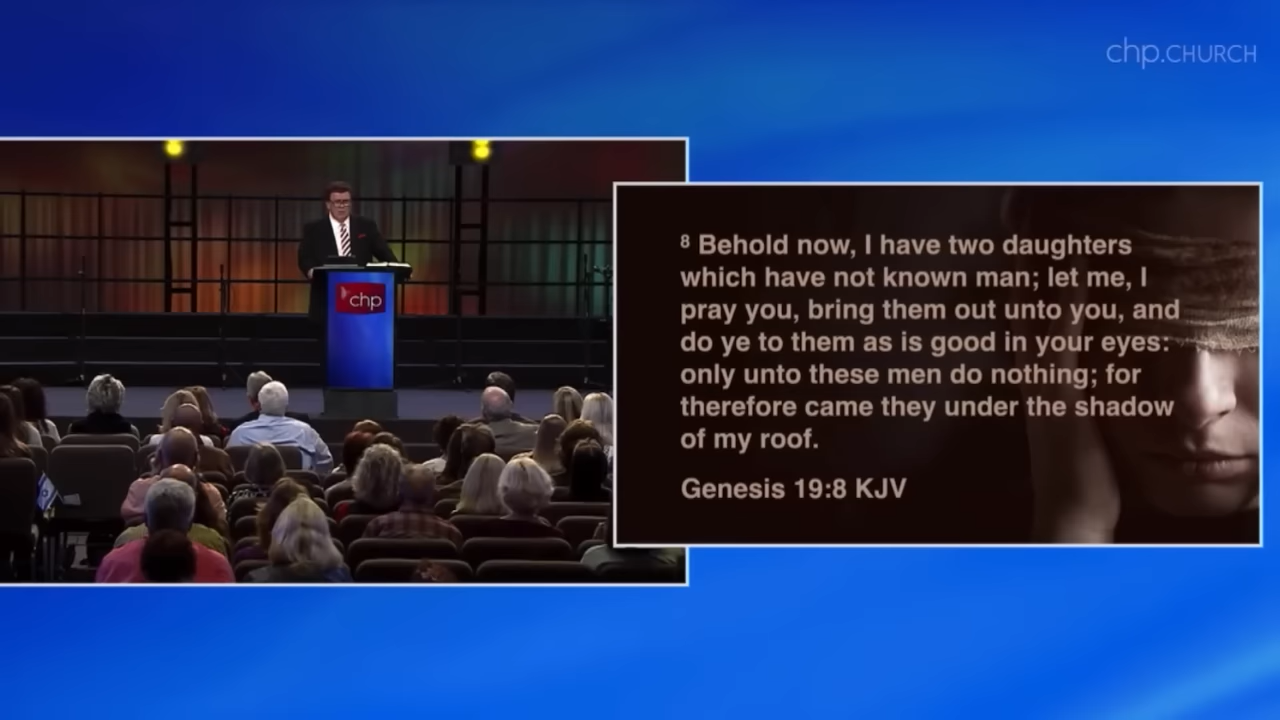 chp.CHURCH
chp
8 Behold now, I have two daughters
which have not known man; let me, I
pray you, bring them out unto you, and
do ye to them as is good in your eyes:
only unto these men do nothing; for
therefore came they under the shadow
of my roof.
Genesis 19:8 KJV